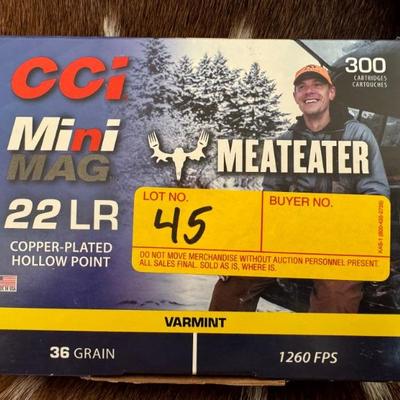 CCi
300
CARTRIDGES
CARTOUCHES
Mini
MAG
MEATEATER
22 LR
COPPER-PLATED
HOLLOW POINT
LOT NO.
45
BUYER NO.
DO NOT MOVE MERCHANDISE WITHOUT AUCTION PERSONNEL PRESENT.
ALL SALES FINAL. SOLD AS IS, WHERE IS.
VARMINT
36 GRAIN
1260 FPS